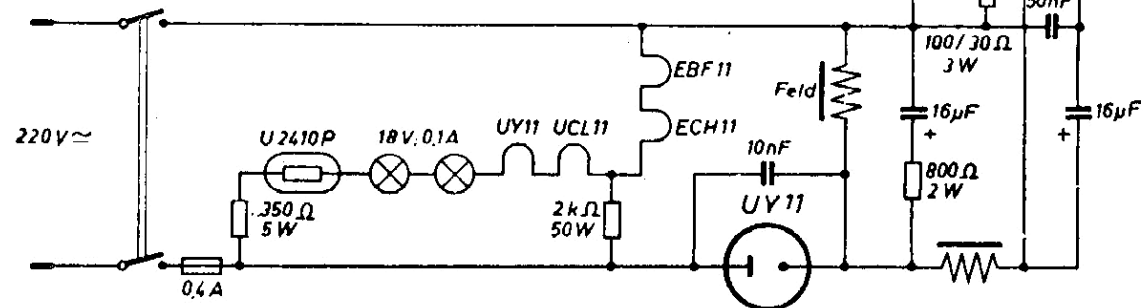 50nF
100/30Ω
3W
EBF11
Feld
16µF
+
16µF
+
220V≃
U2410P
18V; 0,1A
UY11
UCL11
ECH11
10nF
350Ω
5W
2kΩ
50W
UY11
800Ω
2W
0,4A